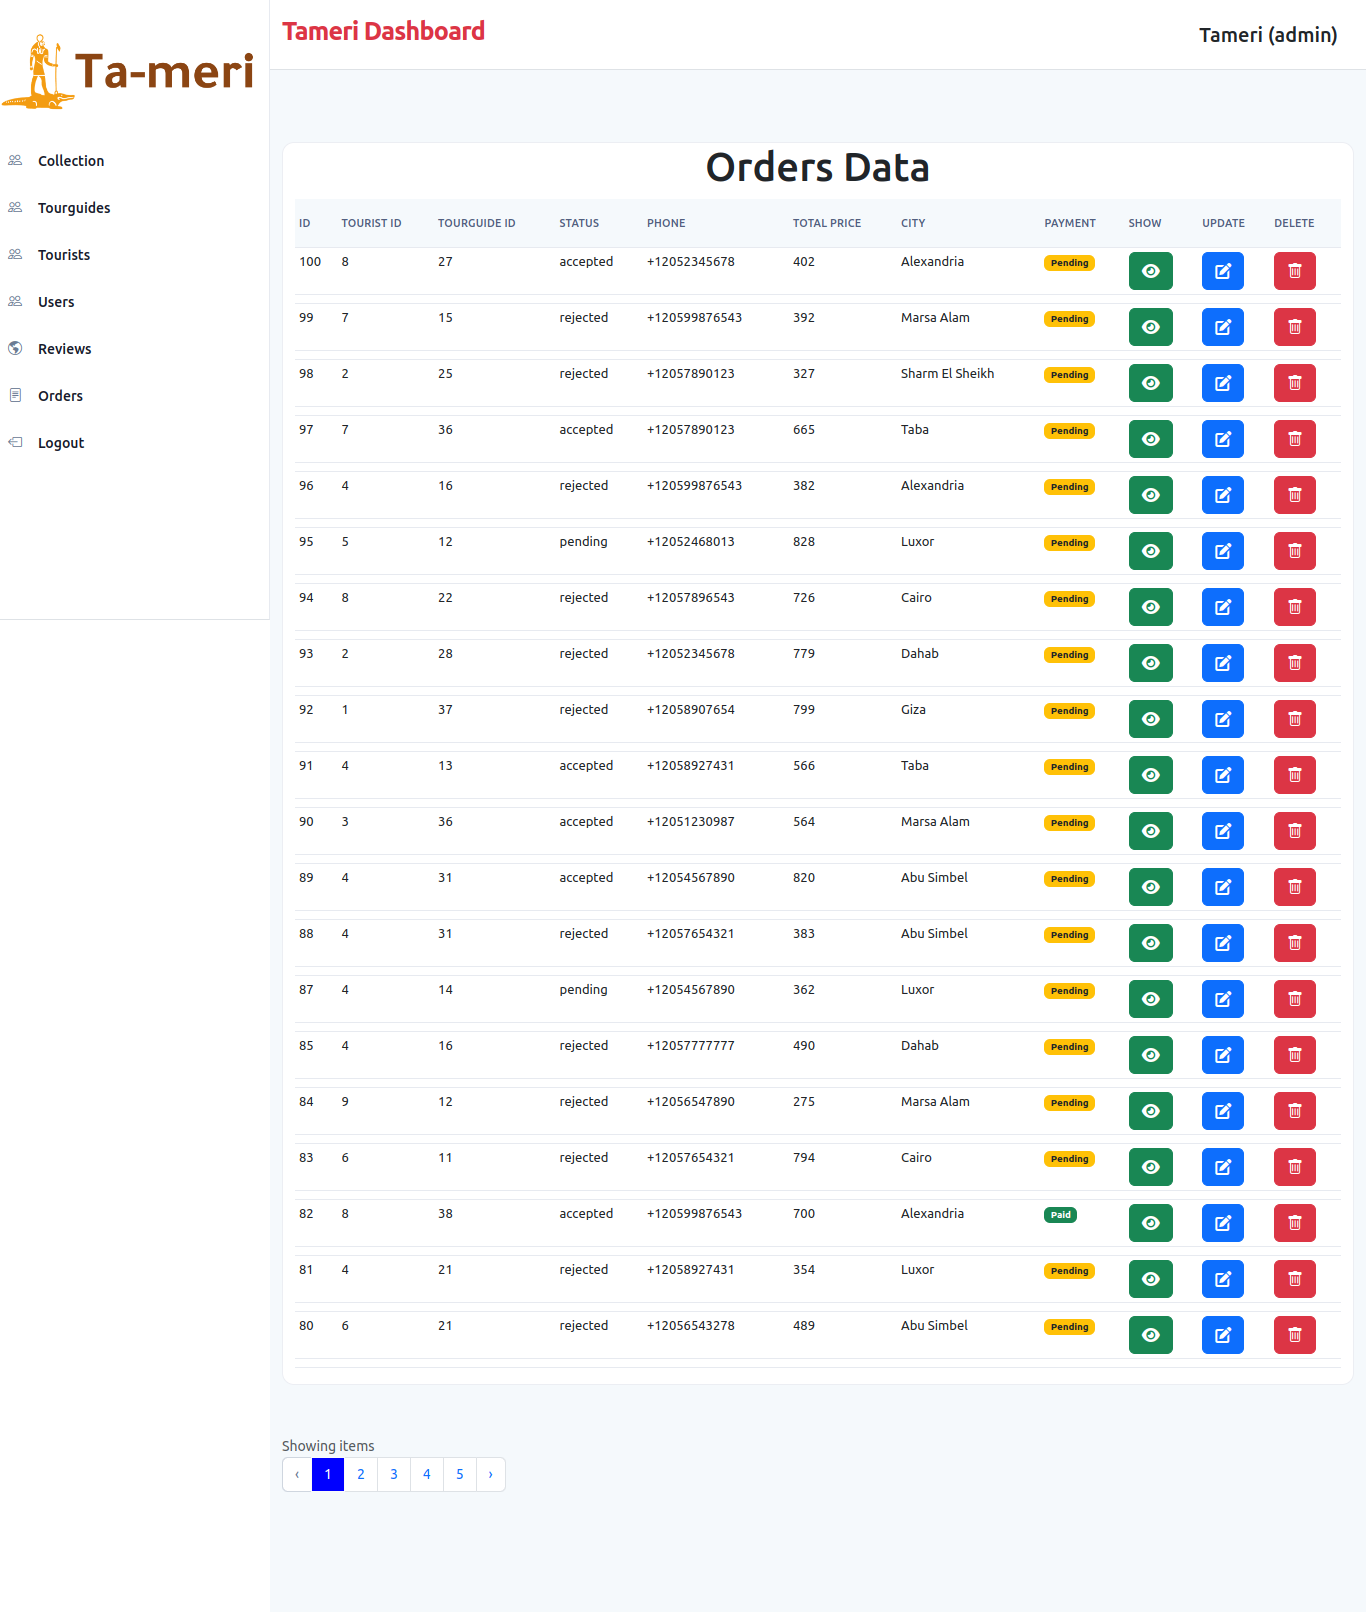 Ta-meri
Collection
Tourguides
Tourists
Users
Reviews
Orders
Logout
Tameri Dashboard
Tameri (admin)
Orders Data
ID TOURIST ID TOURGUIDE ID STATUS PHONE TOTAL PRICE CITY PAYMENT SHOW UPDATE DELETE
100 8 27 accepted +12052345678 402 Alexandria Pending
99 7 15 rejected +120599876543 392 Marsa Alam Pending
98 2 25 rejected +12057890123 327 Sharm El Sheikh Pending
97 7 36 accepted +12057890123 665 Taba Pending
96 4 16 rejected +120599876543 382 Alexandria Pending
95 5 12 pending +12052468013 828 Luxor Pending
94 8 22 rejected +12057896543 726 Cairo Pending
93 2 28 rejected +12052345678 779 Dahab Pending
92 1 37 rejected +12058907654 799 Giza Pending
91 4 13 accepted +12058927431 566 Taba Pending
90 3 36 accepted +12051230987 564 Marsa Alam Pending
89 4 31 accepted +12054567890 820 Abu Simbel Pending
88 4 31 rejected +12057654321 383 Abu Simbel Pending
87 4 14 pending +12054567890 362 Luxor Pending
85 4 16 rejected +12057777777 490 Dahab Pending
84 9 12 rejected +12056547890 275 Marsa Alam Pending
83 6 11 rejected +12057654321 794 Cairo Pending
82 8 38 accepted +120599876543 700 Alexandria Paid
81 4 21 rejected +12058927431 354 Luxor Pending
80 6 21 rejected +12056543278 489 Abu Simbel Pending
Showing items
‹ 1 2 3 4 5 ›